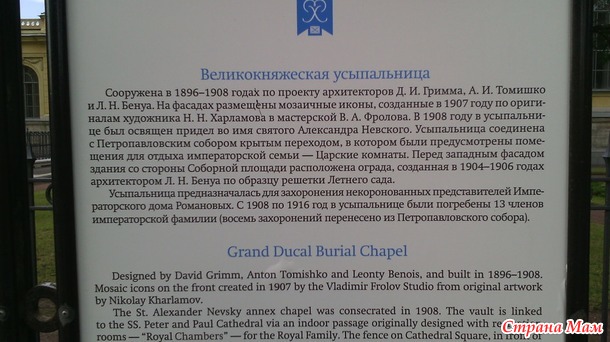 Великокняжеская усыпальница
Сооружена в 1896–1908 годах по проекту архитекторов Д. И. Гримма, А. И. Томишко
и Л. Н. Бенуа. На фасадах размещены мозаичные иконы, созданные в 1907 году по ориги-
налам художника Н. Н. Харламова в мастерской В. А. Фролова. В 1908 году в усыпальни-
це был освящен придел во имя святого Александра Невского. Усыпальница соединена
с Петропавловским собором крытым переходом, в котором были предусмотрены поме-
щения для отдыха императорской семьи — Царские комнаты. Перед западным фасадом
здания со стороны Соборной площади расположена ограда, созданная в 1904–1906 годах
архитектором Л. Н. Бенуа по образцу решетки Летнего сада.
Усыпальница предназначалась для захоронения некоронованных представителей Импе-
раторского дома Романовых. С 1908 по 1916 год в усыпальнице были погребены 13 членов
императорской фамилии (восемь захоронений перенесено из Петропавловского собора).
Grand Ducal Burial Chapel
Designed by David Grimm, Anton Tomishko and Leonty Benois, and built in 1896–1908.
Mosaic icons on the front created in 1907 by the Vladimir Frolov Studio from original artwork
by Nikolay Kharlamov.
The St. Alexander Nevsky annex chapel was consecrated in 1908. The vault is linked
to the SS. Peter and Paul Cathedral via an indoor passage originally designed with
rooms — “Royal Chambers” — for the Royal Family. The fence on Cathedral Square, in front of
Страна Мам